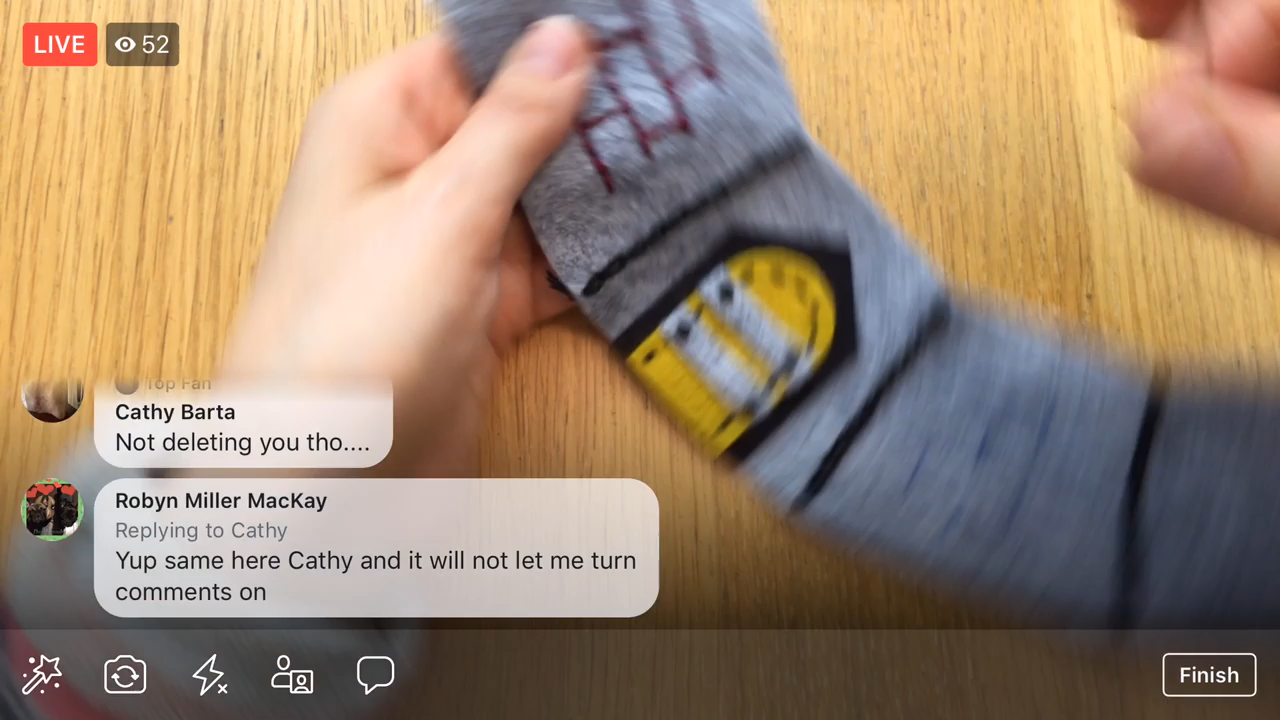 LIVE 52
Top Fan
Cathy Barta
Not deleting you tho....
Robyn Miller MacKay
Replying to Cathy
Yup same here Cathy and it will not let me turn
comments on
Finish